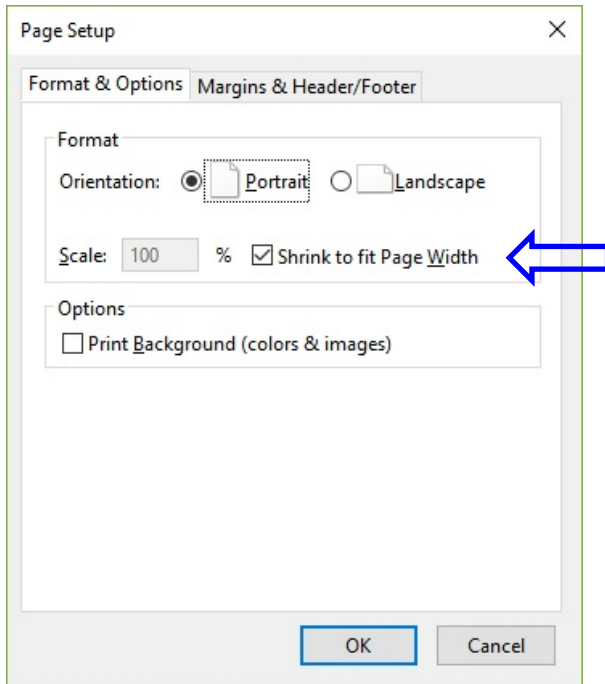 Page Setup
Format & Options Margins & Header/Footer
Format
Orientation: Portrait Landscape
Scale: 100 % Shrink to fit Page Width
Options
Print Background (colors & images)
OK Cancel